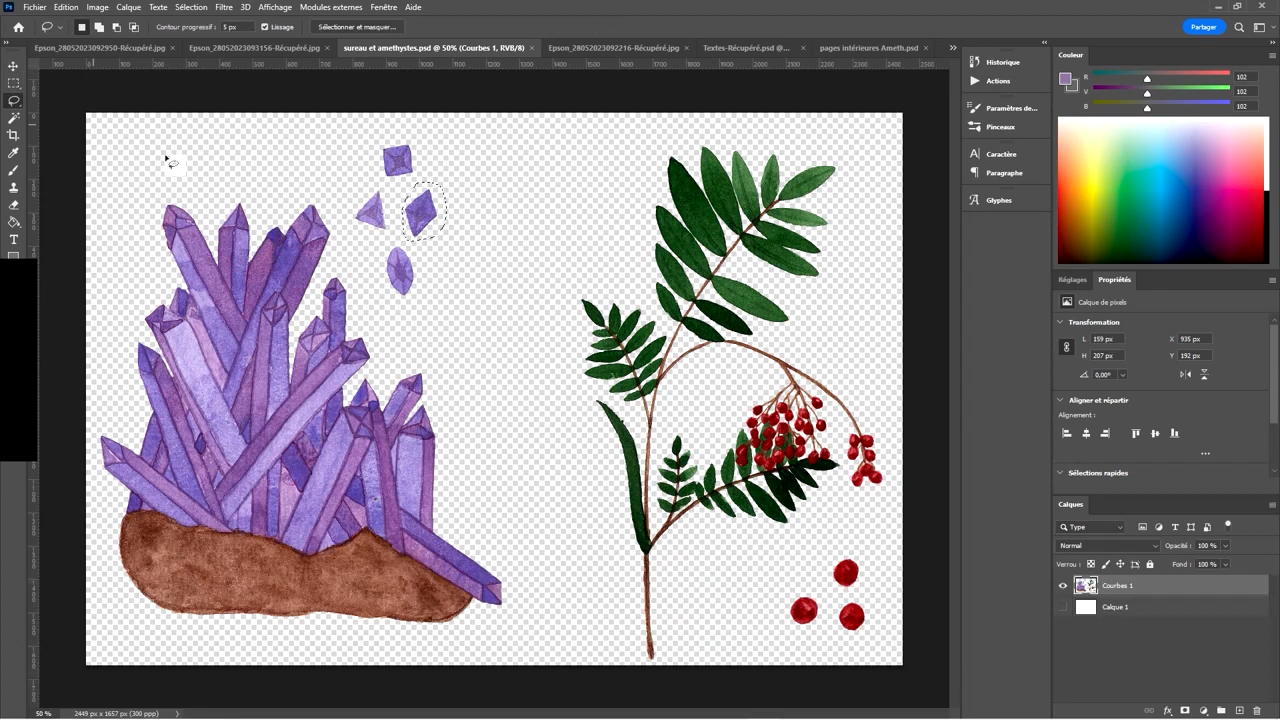 Ps Fichier Edition Image Calque Texte Sélection Filtre 3D Affichage Modules externes Fenêtre Aide
Contour progressif : 5 px Lissage Sélectionner et masquer... Partager
Epson_28052023092950-Récupéré.jpg × Epson_28052023093156-Récupéré.jpg × sureau et amethystes.psd @ 50% (Courbes 1, RVB/8) × Epson_28052023092216-Récupéré.jpg × Textes-Récupéré.psd @... × pages intérieures Ameth.psd ×
Historique
Actions
Paramètres de...
Pinceaux
Caractère
Paragraphe
Glyphes
Couleur
R 102
V 102
B 102
Réglages Propriétés
Calque de pixels
Transformation
L 159 px X 935 px
H 207 px Y 192 px
0,00°
Aligner et répartir
Alignement :
Sélections rapides
Calques
Type
Normal Opacité : 100 %
Verrou : Fond : 100 %
Courbes 1
Calque 1
50 % 2449 px x 1657 px (300 ppp)